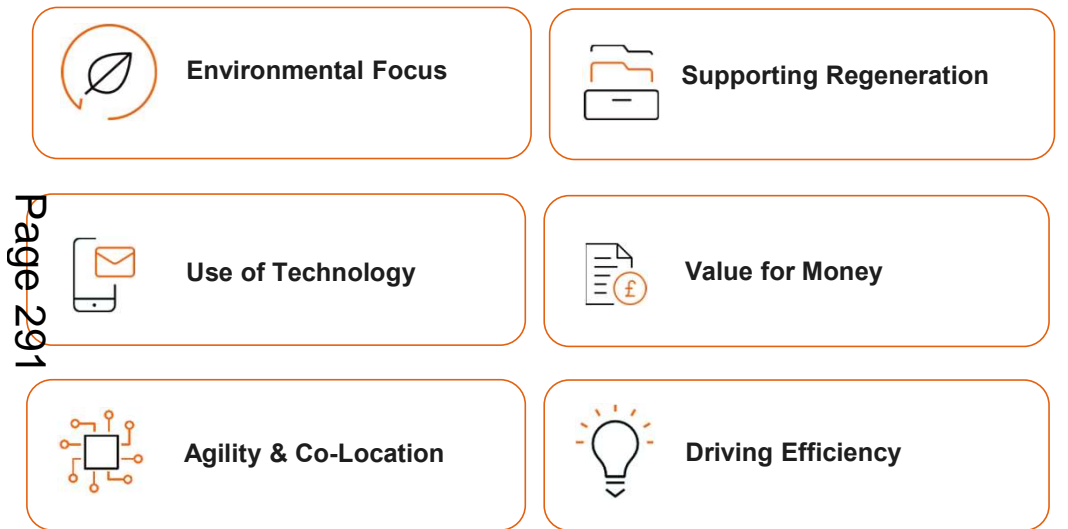 Environmental Focus
Supporting Regeneration
Use of Technology
Value for Money
Agility & Co-Location
Driving Efficiency
Page 291
£